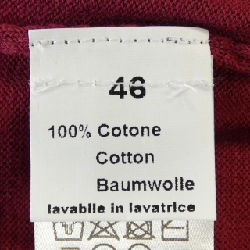 46
100% Cotone
Cotton
Baumwolle
lavabile in lavatrice